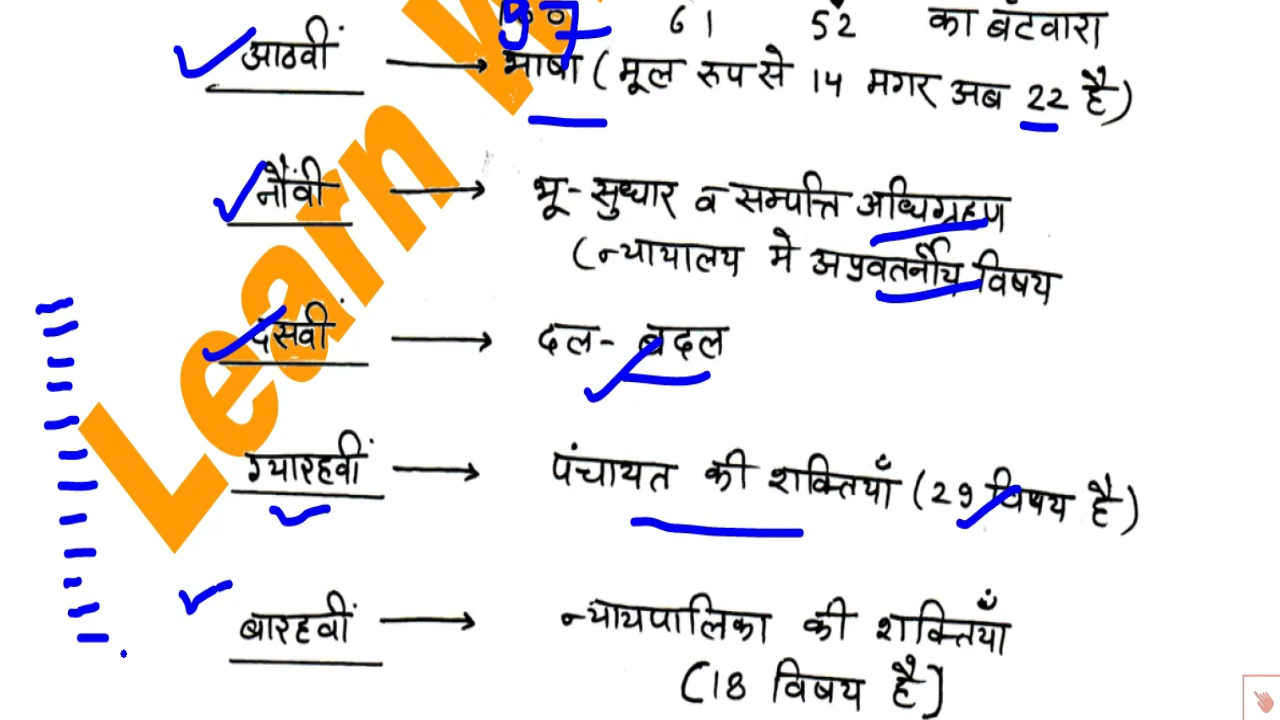 97 61 52 का बंटवारा
आठवीं → भाषा (मूल रूप से 14 मगर अब 22 है)
नौंवी → भू-सुधार व सम्पत्ति अधिग्रहण
(न्यायालय मे अप्रवर्तनीय विषय
दसवीं → दल-बदल
ग्यारहवीं → पंचायत की शक्तियाँ (29 विषय है)
बारहवीं → न्यायपालिका की शक्तियाँ
(18 विषय है]
Learn